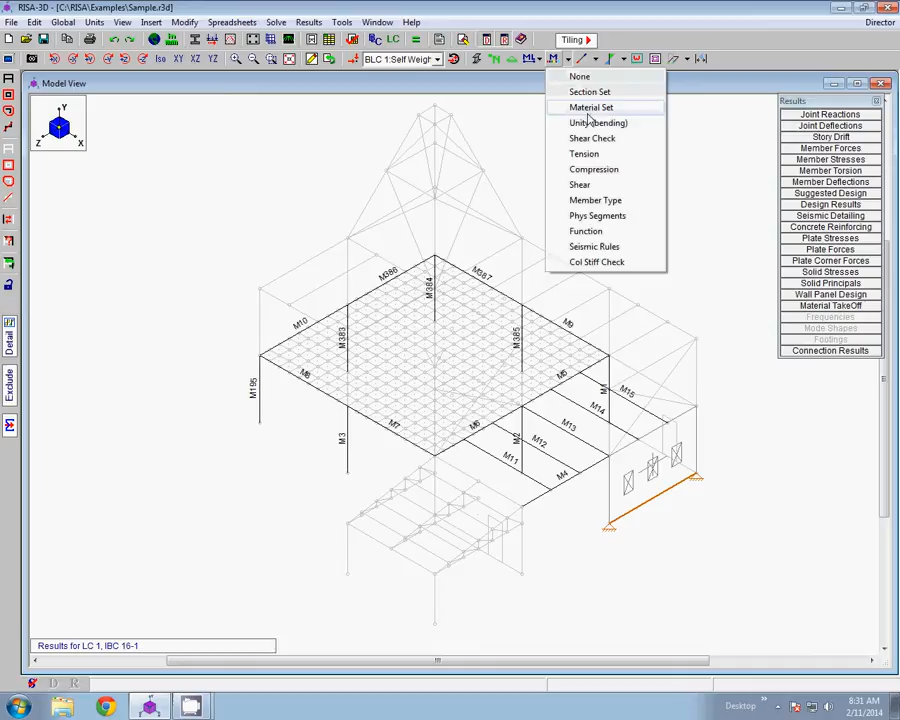 RISA-3D - [C:\RISA\Examples\Sample.r3d]
File Edit Global Units View Insert Modify Spreadsheets Solve Results Tools Window Help Director
Tiling
Iso XY XZ YZ BLC 1:Self Weigh
Model View
None
Section Set
Material Set
Unity (bending)
Shear Check
Tension
Compression
Shear
Member Type
Phys Segments
Function
Seismic Rules
Col Stiff Check
Results
Joint Reactions
Joint Deflections
Story Drift
Member Forces
Member Stresses
Member Torsion
Member Deflections
Suggested Design
Design Results
Seismic Detailing
Concrete Reinforcing
Plate Stresses
Plate Forces
Plate Corner Forces
Solid Stresses
Solid Principals
Wall Panel Design
Material TakeOff
Frequencies
Mode Shapes
Footings
Connection Results
Detail
Exclude
Y
Z
X
M386
M387
M384
M10
M383
M385
M9
M195
M8
M5
M1
M15
M14
M3
M7
M6
M2
M13
M12
M11
M4
Results for LC 1, IBC 16-1
D R
Desktop
8:31 AM
2/11/2014